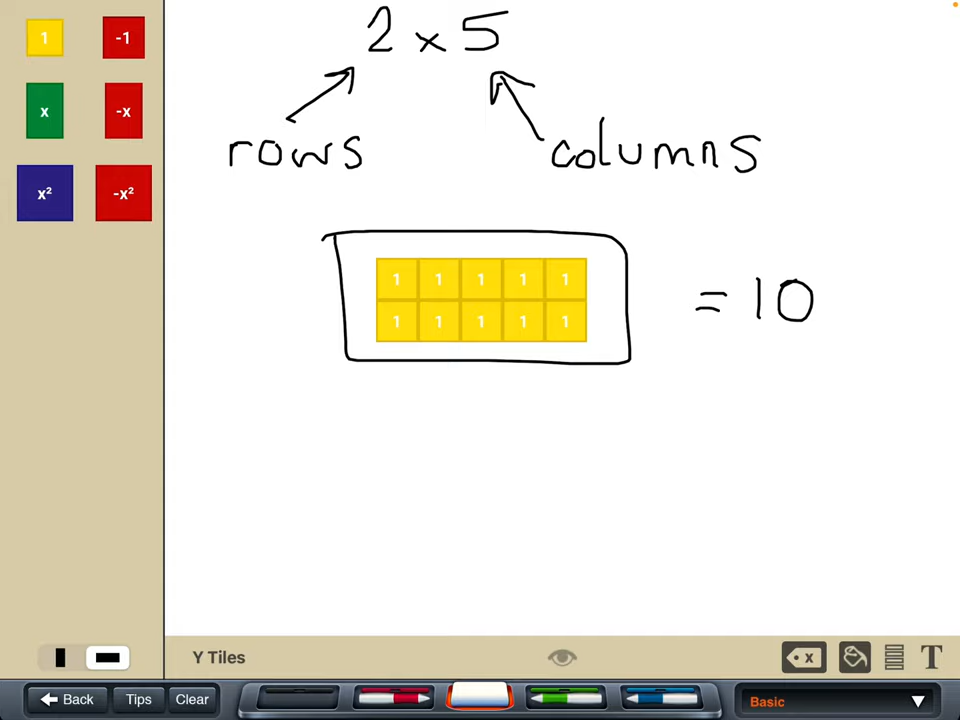 2 x 5
1 -1
x -x
rows columns
x² -x²
1 1 1 1 1
1 1 1 1 1
= 10
Y Tiles x T
Back Tips Clear Basic